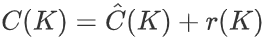 C(K) = Ĉ(K) + r(K)